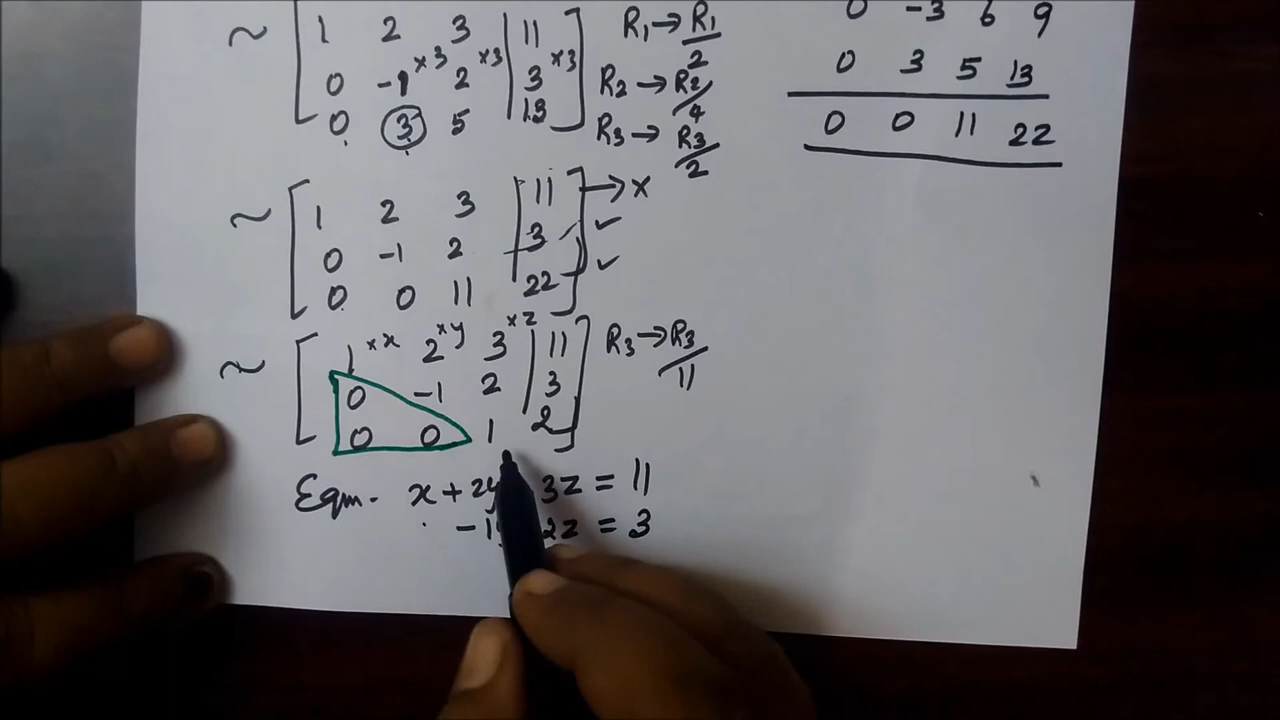 ~ [ 1 2 3 | 11 ] R1 → R1/2
0 -1 ×3 2 ×3 | 3 ×3 R2 → R2/4
0 3 5 | 13 R3 → R3/2
0 -3 6 9
0 3 5 13
0 0 11 22
~ [ 1 2 3 | 11 ] → ×
0 -1 2 | 3 ✓
0 0 11 22 ✓
~ [ 1 ×x 2 ×y 3 ×z | 11 ] R3 → R3/11
0 -1 2 | 3
0 0 1 2
Eqn. x + 2y 3z = 11
-1 2z = 3